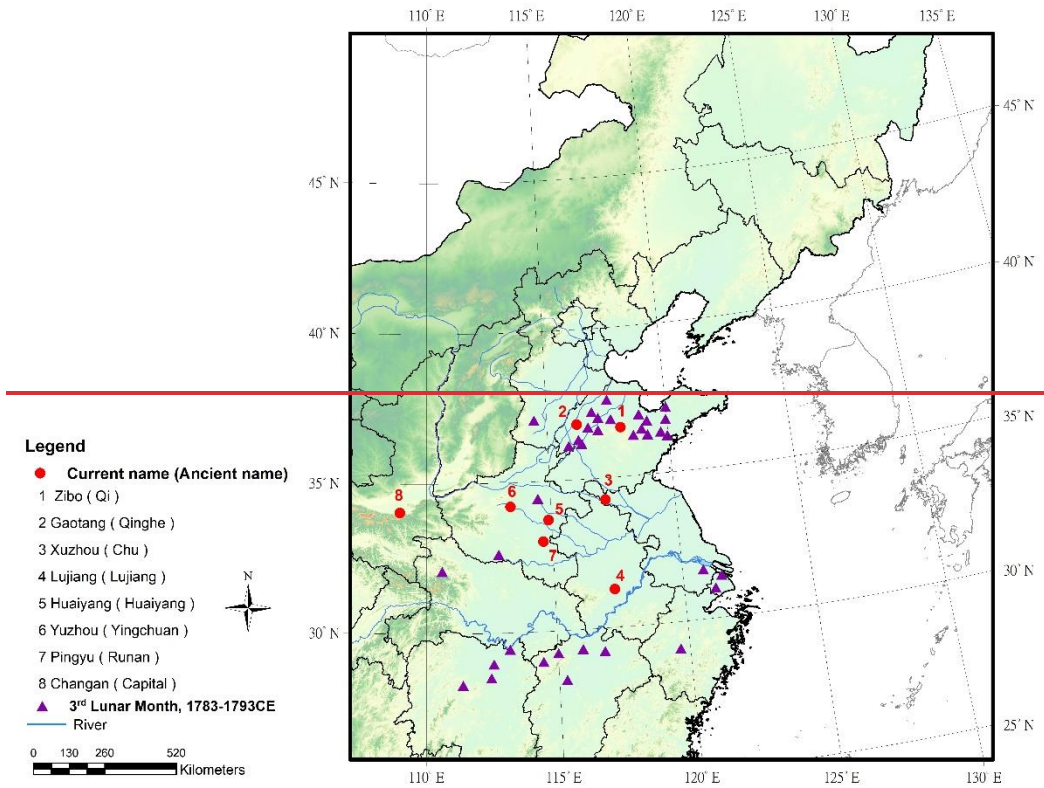 110° E 115° E 120° E 125° E 130° E 135° E
45° N
45° N
40° N
40° N
35° N
2 1
Legend
3
Current name (Ancient name)
35° N
8 6
1 Zibo ( Qi )
5
2 Gaotang ( Qinghe )
7
3 Xuzhou ( Chu )
30° N
4
4 Lujiang ( Lujiang )
N
5 Huaiyang ( Huaiyang )
6 Yuzhou ( Yingchuan )
30° N
7 Pingyu ( Runan )
8 Changan ( Capital )
3rd Lunar Month, 1783-1793CE
River
25° N
0 130 260 520
Kilometers
110° E 115° E 120° E 125° E 130° E